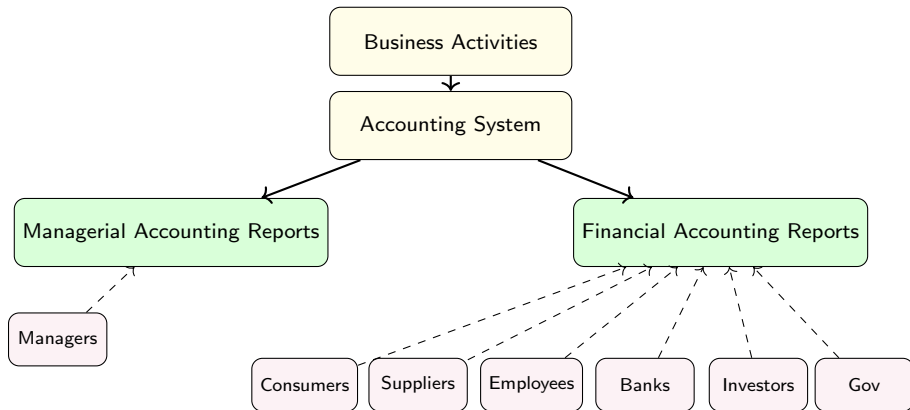 Business Activities
Accounting System
Managerial Accounting Reports
Financial Accounting Reports
Managers
Consumers
Suppliers
Employees
Banks
Investors
Gov